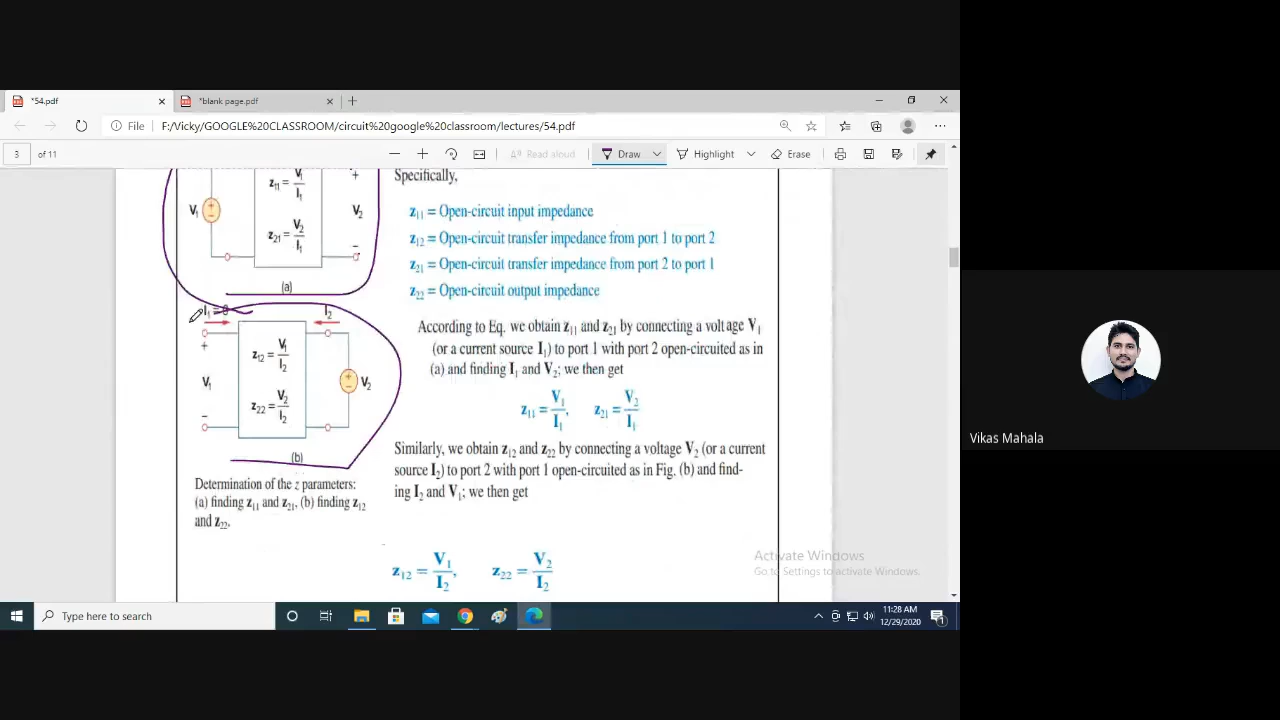 *54.pdf
*blank page.pdf
File
F:/Vicky/GOOGLE%20CLASSROOM/circuit%20google%20classroom/lectures/54.pdf
3 of 11
Read aloud
Draw
Highlight
Erase
z11 = V1/I1
z21 = V2/I1
V1
V2
+
−
(a)
Specifically,
z11 = Open-circuit input impedance
z12 = Open-circuit transfer impedance from port 1 to port 2
z21 = Open-circuit transfer impedance from port 2 to port 1
z22 = Open-circuit output impedance
I1 = 0
I2
+
V1
−
z12 = V1/I2
z22 = V2/I2
V2
(b)
According to Eq. we obtain z11 and z21 by connecting a voltage V1
(or a current source I1) to port 1 with port 2 open-circuited as in
(a) and finding I1 and V2; we then get
z11 = V1/I1, z21 = V2/I1
Similarly, we obtain z12 and z22 by connecting a voltage V2 (or a current
source I2) to port 2 with port 1 open-circuited as in Fig. (b) and find-
ing I2 and V1; we then get
Determination of the z parameters:
(a) finding z11 and z21, (b) finding z12
and z22.
z12 = V1/I2, z22 = V2/I2
Activate Windows
Go to Settings to activate Windows.
Type here to search
11:28 AM
12/29/2020
Vikas Mahala